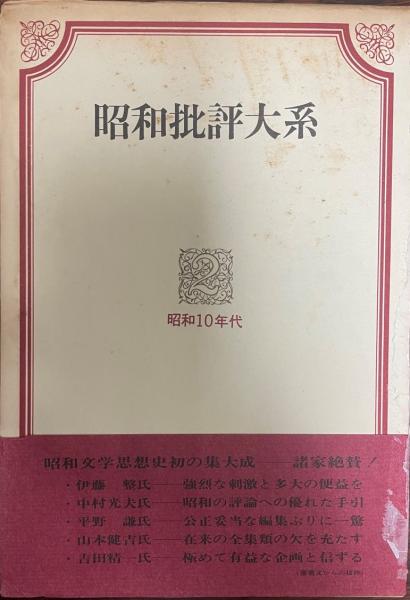 昭和批評大系
2
昭和10年代
昭和文学思想史初の集大成──諸家絶賛！
・伊藤　整氏──強烈な刺激と多大の便益を
・中村光夫氏──昭和の評論への優れた手引
・平野　謙氏──公正妥当な編集ぶりに一驚
・山本健吉氏──在来の全集類の欠を充たす
・吉田精一氏──極めて有益な企画と信ずる